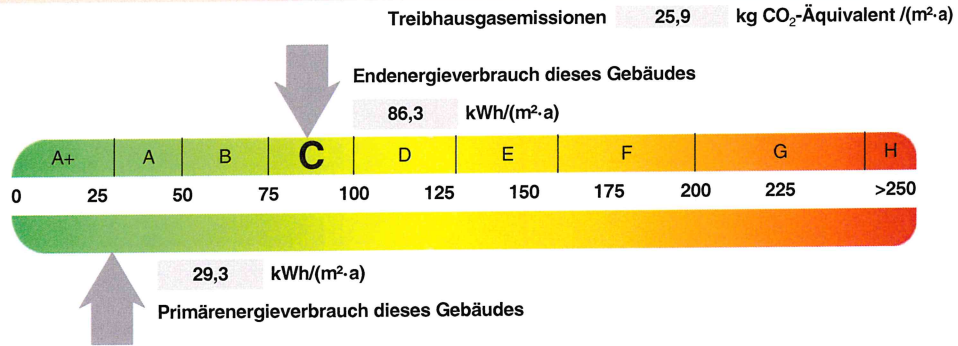 Treibhausgasemissionen 25,9 kg CO₂-Äquivalent /(m²·a)
Endenergieverbrauch dieses Gebäudes
86,3 kWh/(m²·a)
A+ A B C D E F G H
0 25 50 75 100 125 150 175 200 225 >250
29,3 kWh/(m²·a)
Primärenergieverbrauch dieses Gebäudes